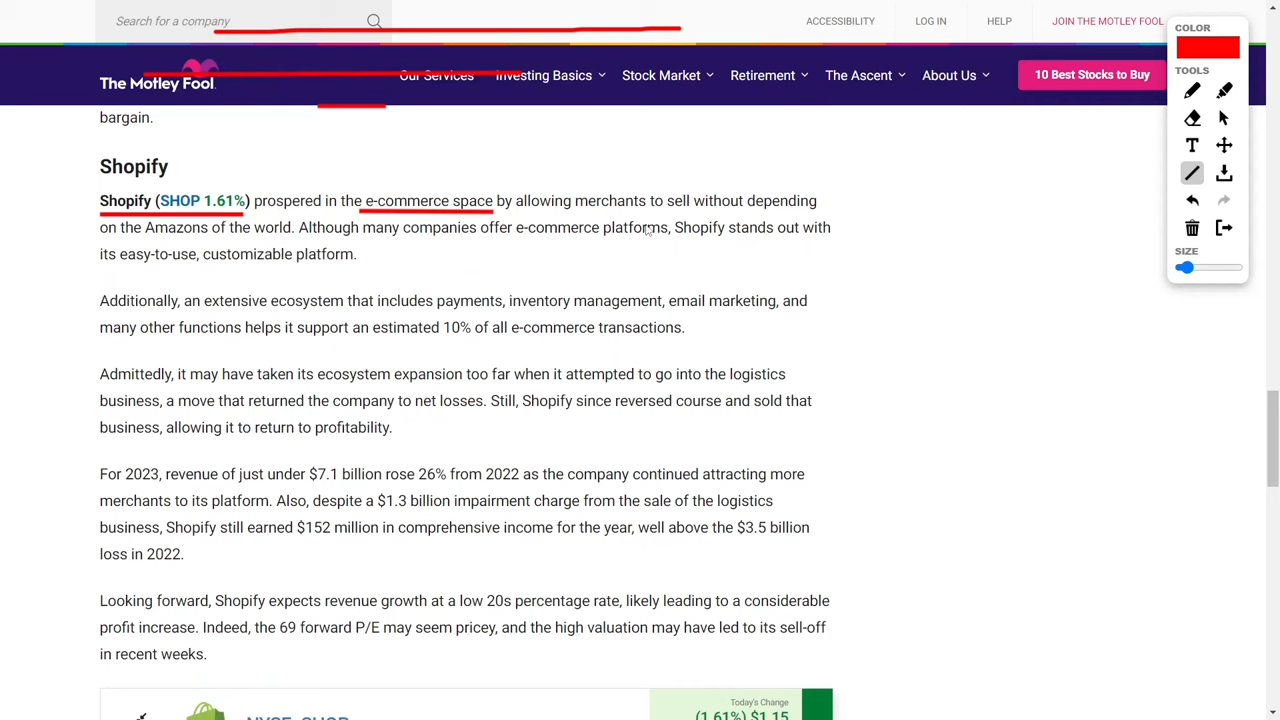 Search for a company
ACCESSIBILITY LOG IN HELP JOIN THE MOTLEY FOOL
COLOR
TOOLS
T
SIZE
The Motley Fool
Our Services Investing Basics Stock Market Retirement The Ascent About Us 10 Best Stocks to Buy
bargain.
Shopify
Shopify (SHOP 1.61%) prospered in the e-commerce space by allowing merchants to sell without depending
on the Amazons of the world. Although many companies offer e-commerce platforms, Shopify stands out with
its easy-to-use, customizable platform.
Additionally, an extensive ecosystem that includes payments, inventory management, email marketing, and
many other functions helps it support an estimated 10% of all e-commerce transactions.
Admittedly, it may have taken its ecosystem expansion too far when it attempted to go into the logistics
business, a move that returned the company to net losses. Still, Shopify since reversed course and sold that
business, allowing it to return to profitability.
For 2023, revenue of just under $7.1 billion rose 26% from 2022 as the company continued attracting more
merchants to its platform. Also, despite a $1.3 billion impairment charge from the sale of the logistics
business, Shopify still earned $152 million in comprehensive income for the year, well above the $3.5 billion
loss in 2022.
Looking forward, Shopify expects revenue growth at a low 20s percentage rate, likely leading to a considerable
profit increase. Indeed, the 69 forward P/E may seem pricey, and the high valuation may have led to its sell-off
in recent weeks.
NYSE: SHOP
Today's Change
(1.61%) $1.15